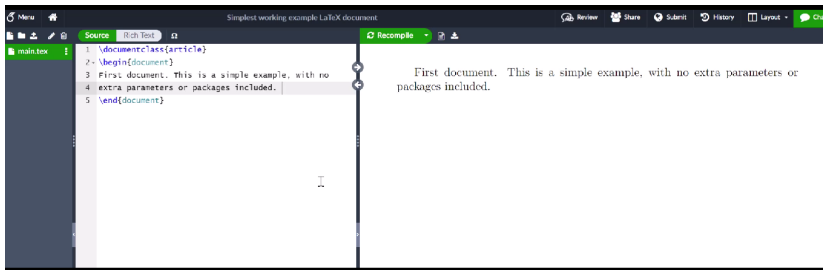 Menu Simplest working example LaTeX document Review Share Submit History Layout
Source Rich Text Ω Recompile
main.tex
1 \documentclass{article}
2 \begin{document}
3 First document. This is a simple example, with no
4 extra parameters or packages included.
5 \end{document}
First document. This is a simple example, with no extra parameters or
packages included.